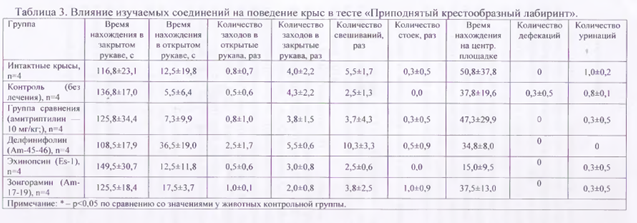 Таблица 3. Влияние изучаемых соединений на поведение крыс в тесте «Приподнятый крестообразный лабиринт».
Группа | Время нахождения в закрытом рукаве, с | Время нахождения в открытом рукаве, с | Количество заходов в открытые рукава, раз | Количество заходов в закрытые рукава, раз | Количество свешиваний, раз | Количество стоек, раз | Время нахождения на центр. площадке | Количество дефекаций | Количество уринаций
Интактные крысы, n=4 | 116,8±23,1 | 12,5±19,8 | 0,8±0,7 | 4,0±2,2 | 5,5±1,7 | 0,3±0,5 | 50,8±37,8 | 0 | 1,0±0,2
Контроль (без лечения), n=4 | 136,8±17,0 | 5,5±6,4 | 0,5±0,6 | 4,3±2,2 | 2,5±1,3 | 0,0 | 37,8±19,6 | 0,3±0,5 | 0,8±0,1
Группа сравнения (амитриптилин — 10 мг/кг;), n=4 | 125,8±34,4 | 7,3±9,9 | 1,0±0,8 | 3,8±1,5 | 3,7±4,3 | 0,3±0,5 | 47,3±29,9 | 0 | 0,3±0,5
Делфинифолин (Am-45-46), n=4 | 108,5±17,9 | 36,5±19,0 | 2,5±1,7 | 5,5±0,6 | 10,3±3,3 | 0,5±0,9 | 34,8±8,0 | 0 | 0
Эхинопсин (Es-1), n=4 | 149,5±30,7 | 12,5±11,8 | 0,5±0,6 | 3,0±0,8 | 2,5±0,6 | 0,0 | 15,0±9,5 | 0 | 0,3±0,5
Зонгорамин (Am-17-19), n=4 | 125,5±18,4 | 17,5±3,7 | 1,0±0,1 | 2,0±0,8 | 3,8±2,5 | 1,0±0,9 | 37,5±13,0 | 0 | 0,3±0,5
Примечание: * – p<0,05 по сравнению со значениями у животных контрольной группы.